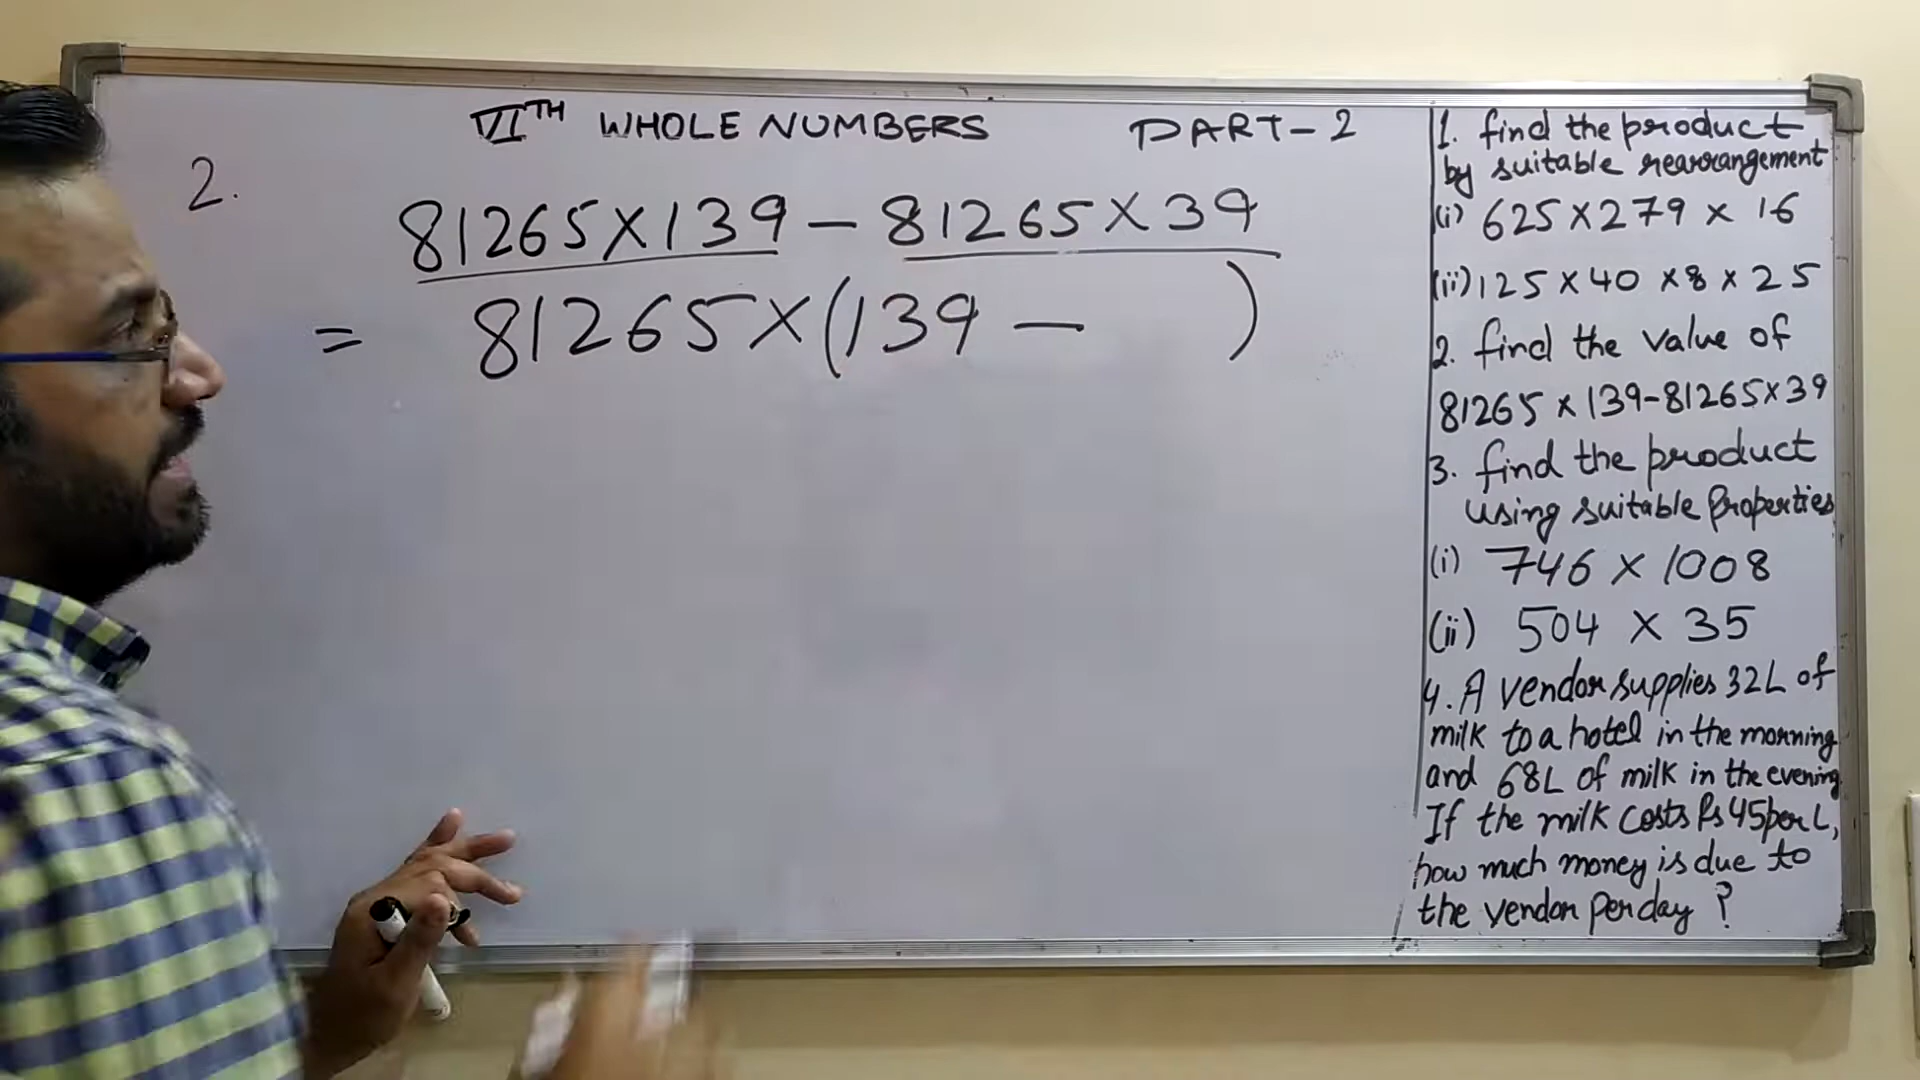 VITH WHOLE NUMBERS PART-2
2.
81265×139-81265×39
= 81265×(139- )
1. find the product
by suitable rearrangement
(i) 625×279×16
(ii) 125×40×8×25
2. find the value of
81265×139-81265×39
3. find the product
using suitable Properties
(i) 746×1008
(ii) 504×35
4. A vendor supplies 32L of
milk to a hotel in the morning
and 68L of milk in the evening.
If the milk costs Rs 45 per L,
how much money is due to
the vendor per day ?